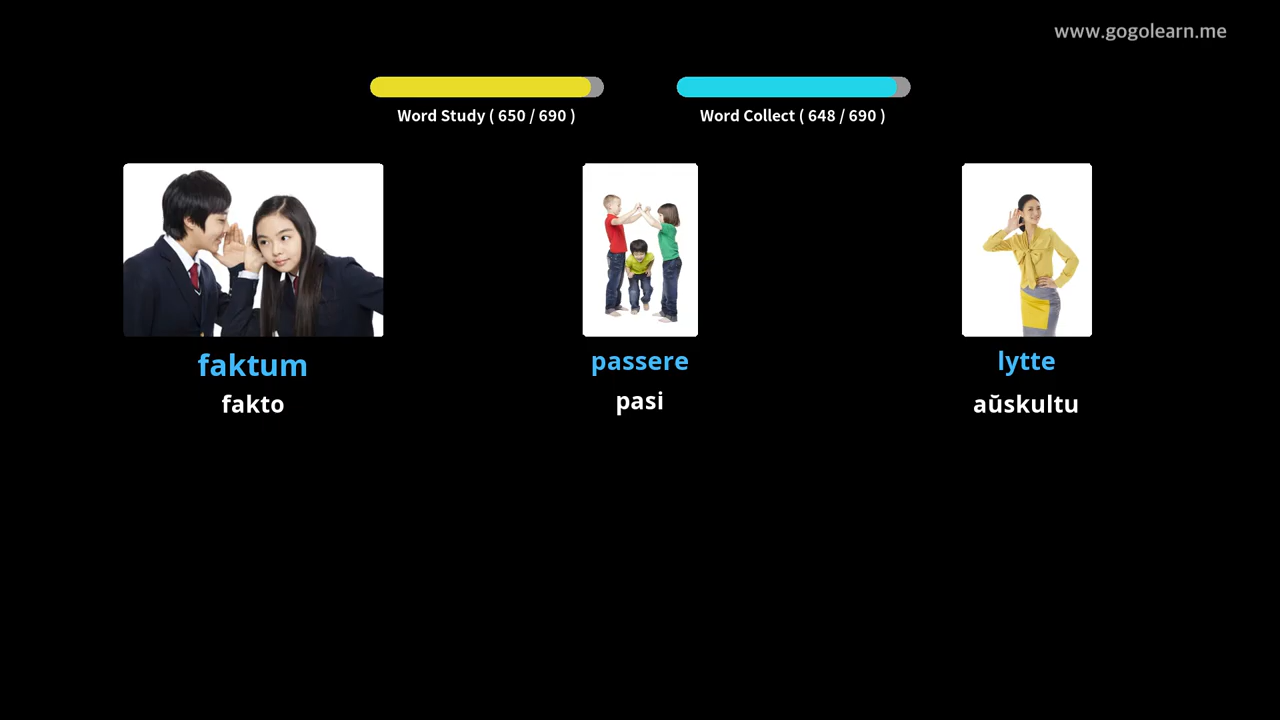 www.gogolearn.me
Word Study ( 650 / 690 )
Word Collect ( 648 / 690 )
faktum
fakto
passere
pasi
lytte
aŭskultu